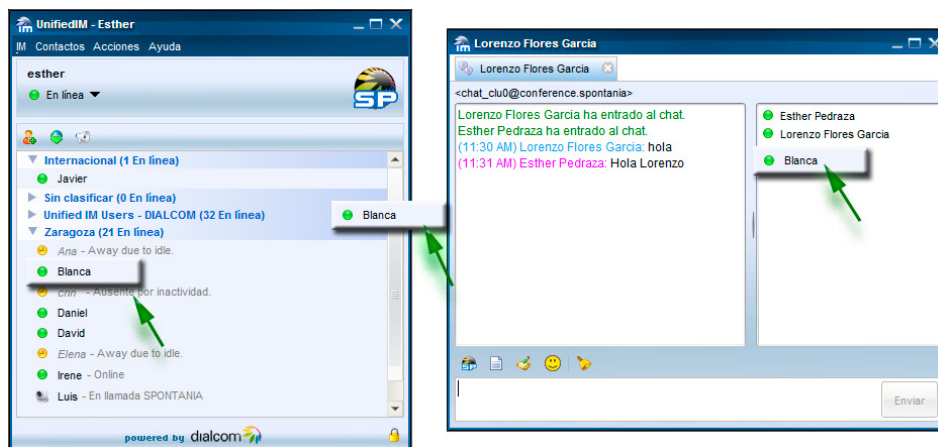 UnifiedIM - Esther
IM Contactos Acciones Ayuda
esther
En línea
SP
Internacional (1 En línea)
Javier
Sin clasificar (0 En línea)
Unified IM Users - DIALCOM (32 En línea)
Zaragoza (21 En línea)
Ana - Away due to idle.
Blanca
chn - Ausente por inactividad.
Daniel
David
Elena - Away due to idle.
Irene - Online
Luis - En llamada SPONTANIA
powered by dialcom
Blanca
Lorenzo Flores Garcia
Lorenzo Flores Garcia
<chat_clu0@conference.spontania>
Lorenzo Flores Garcia ha entrado al chat.
Esther Pedraza ha entrado al chat.
(11:30 AM) Lorenzo Flores Garcia: hola
(11:31 AM) Esther Pedraza: Hola Lorenzo
Esther Pedraza
Lorenzo Flores Garcia
Blanca
Enviar